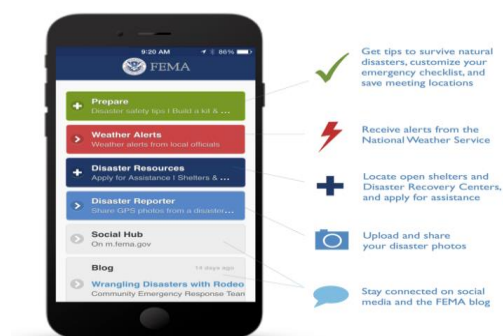 9:20 AM
86%
FEMA
Prepare
Disaster safety tips | Build a kit & ...
Weather Alerts
Weather alerts from local officials
Disaster Resources
Apply for Assistance | Shelters & ...
Disaster Reporter
Share GPS photos from a disaster...
Social Hub
On m.fema.gov
Blog
14 days ago
Wrangling Disasters with Rodeo
Community Emergency Response Team
Get tips to survive natural
disasters, customize your
emergency checklist, and
save meeting locations
Receive alerts from the
National Weather Service
Locate open shelters and
Disaster Recovery Centers,
and apply for assistance
Upload and share
your disaster photos
Stay connected on social
media and the FEMA blog